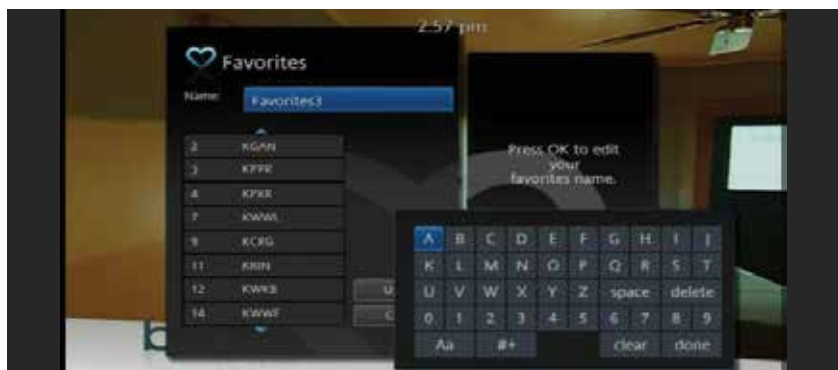 2:57 pm
Favorites
Name:
Favorites3
2 KGAN
3
4
7 KWWL
9 KCRG
11 KRIN
12 KWKB
14 KWWF
U
C
Press OK to edit
your
favorites name.
A B C D E F G H I J
K L M N O P Q R S T
U V W X Y Z space delete
0 1 2 3 4 5 6 7 8 9
Aa #+ clear done
b